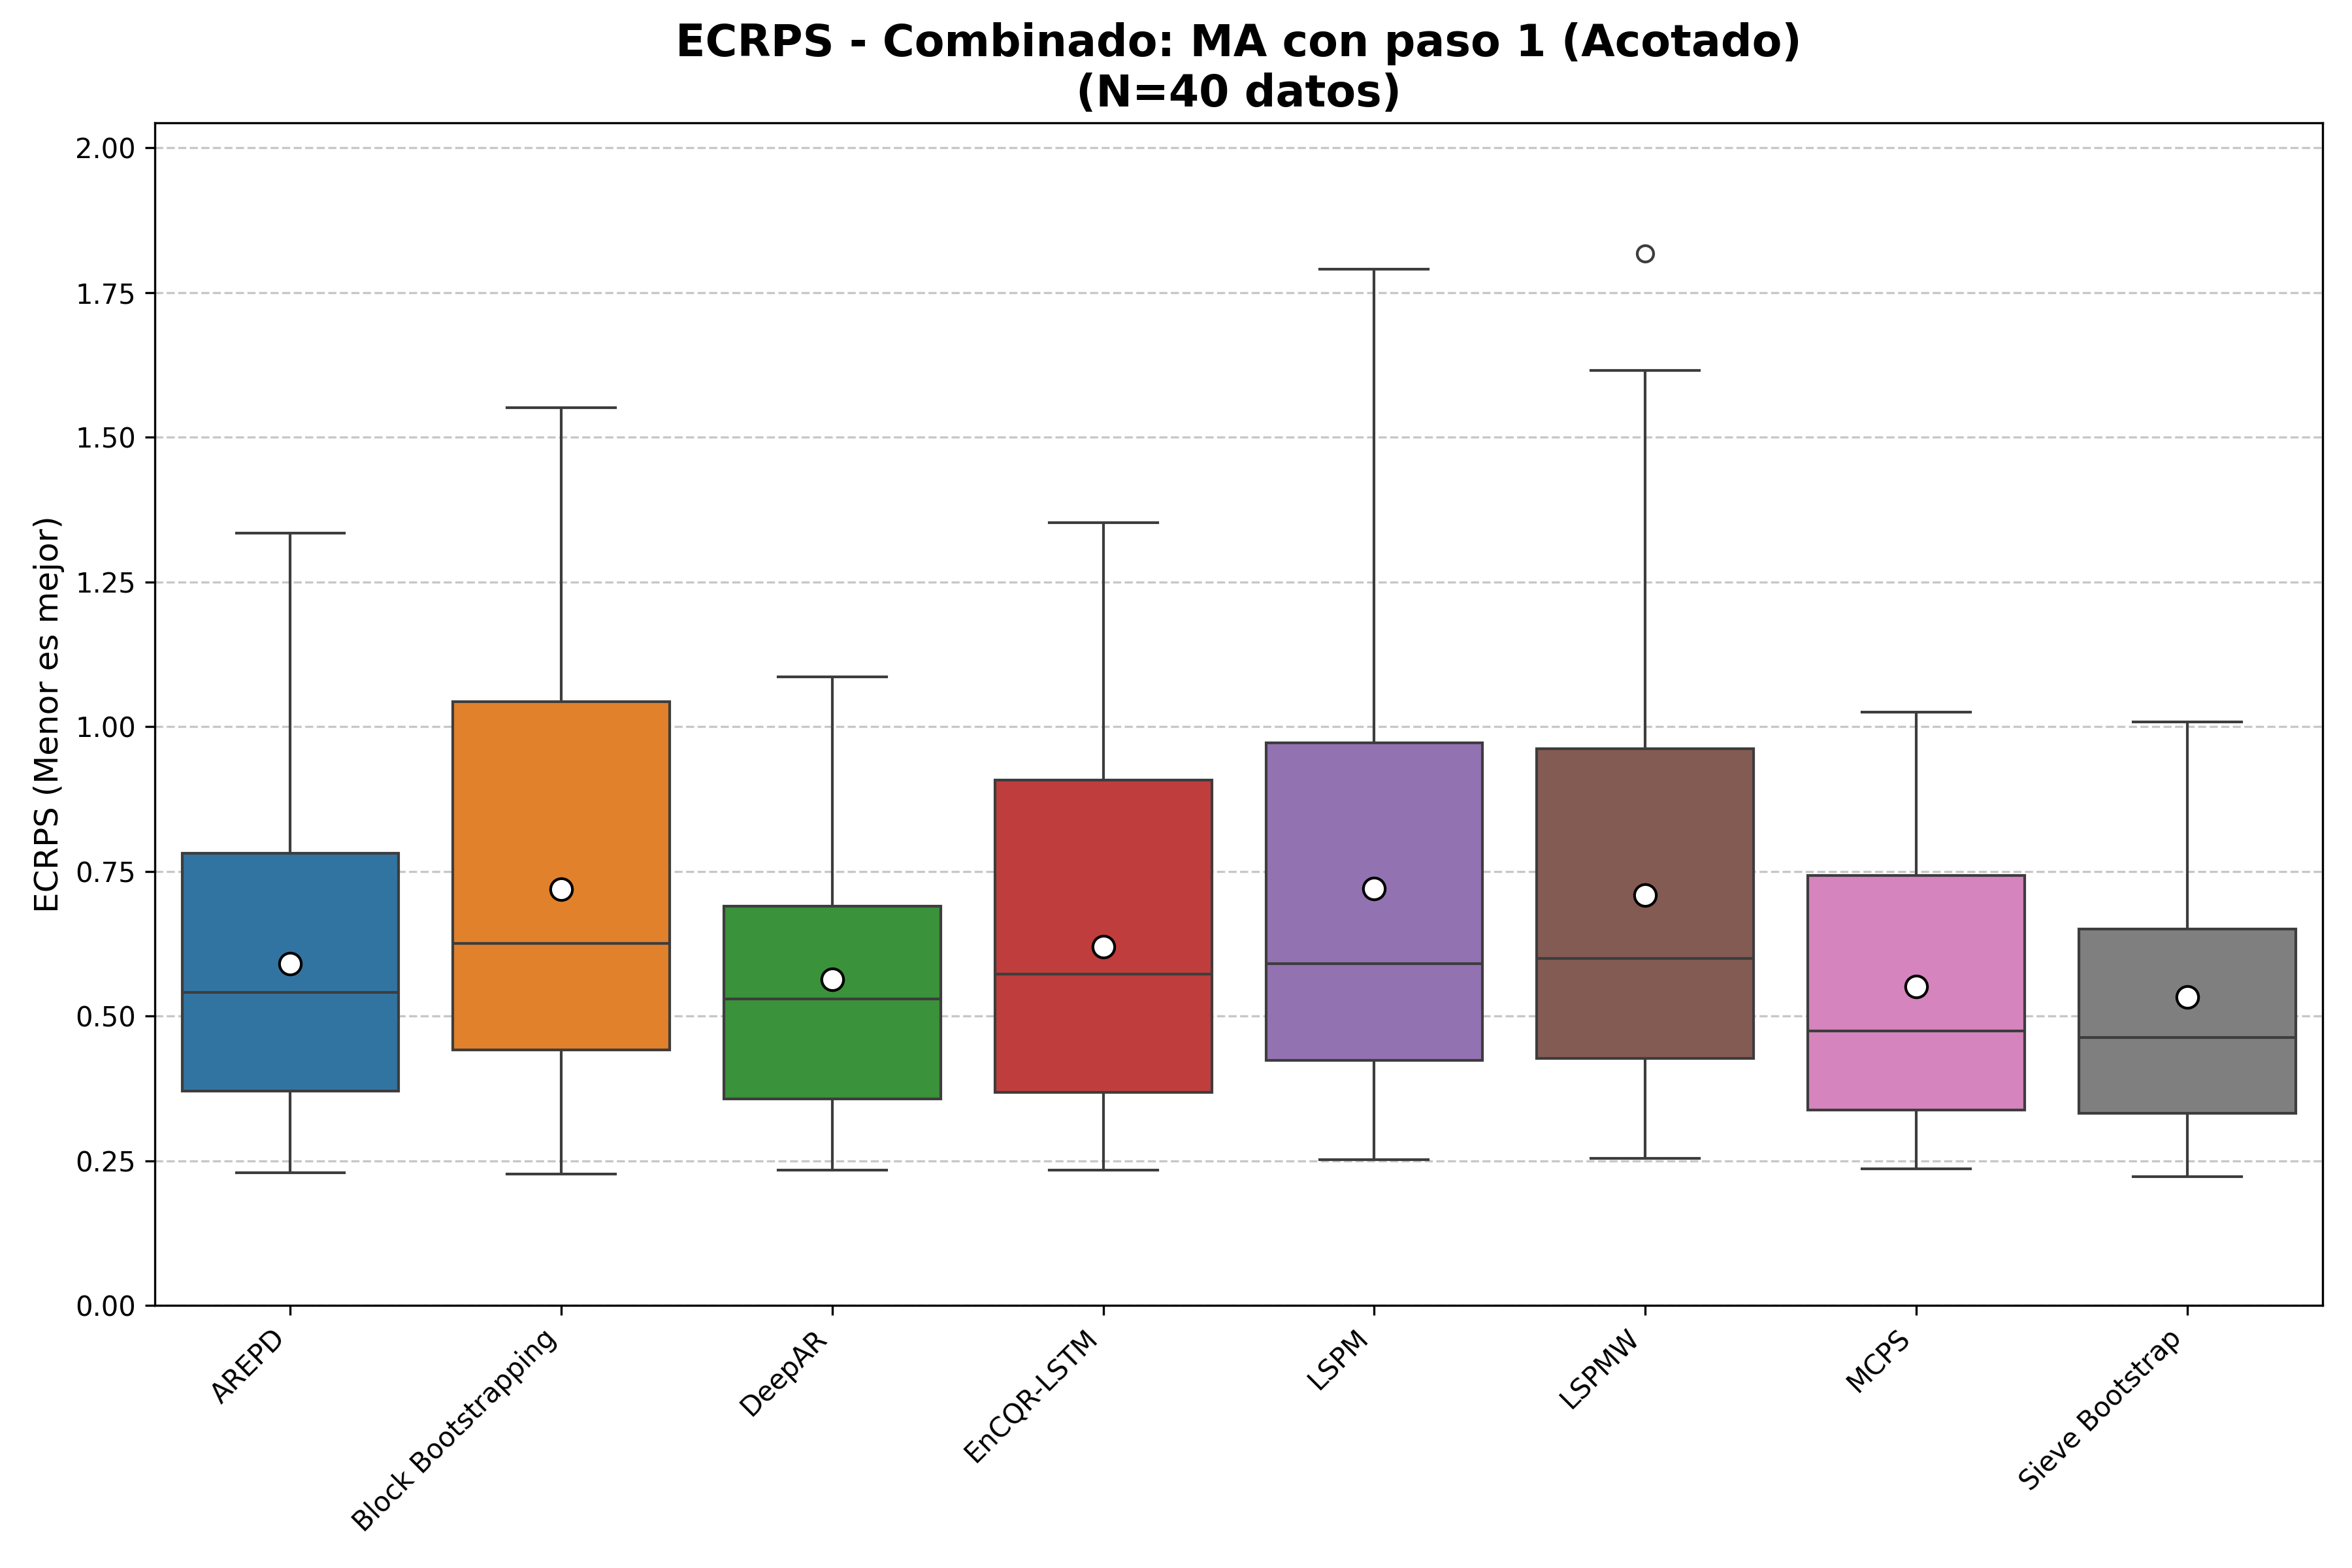 ECRPS - Combinado: MA con paso 1 (Acotado)
(N=40 datos)
ECRPS (Menor es mejor)
2.00
1.75
1.50
1.25
1.00
0.75
0.50
0.25
0.00
AREPD
Block Bootstrapping
DeepAR
EnCQR-LSTM
LSPM
LSPMW
MCPS
Sieve Bootstrap